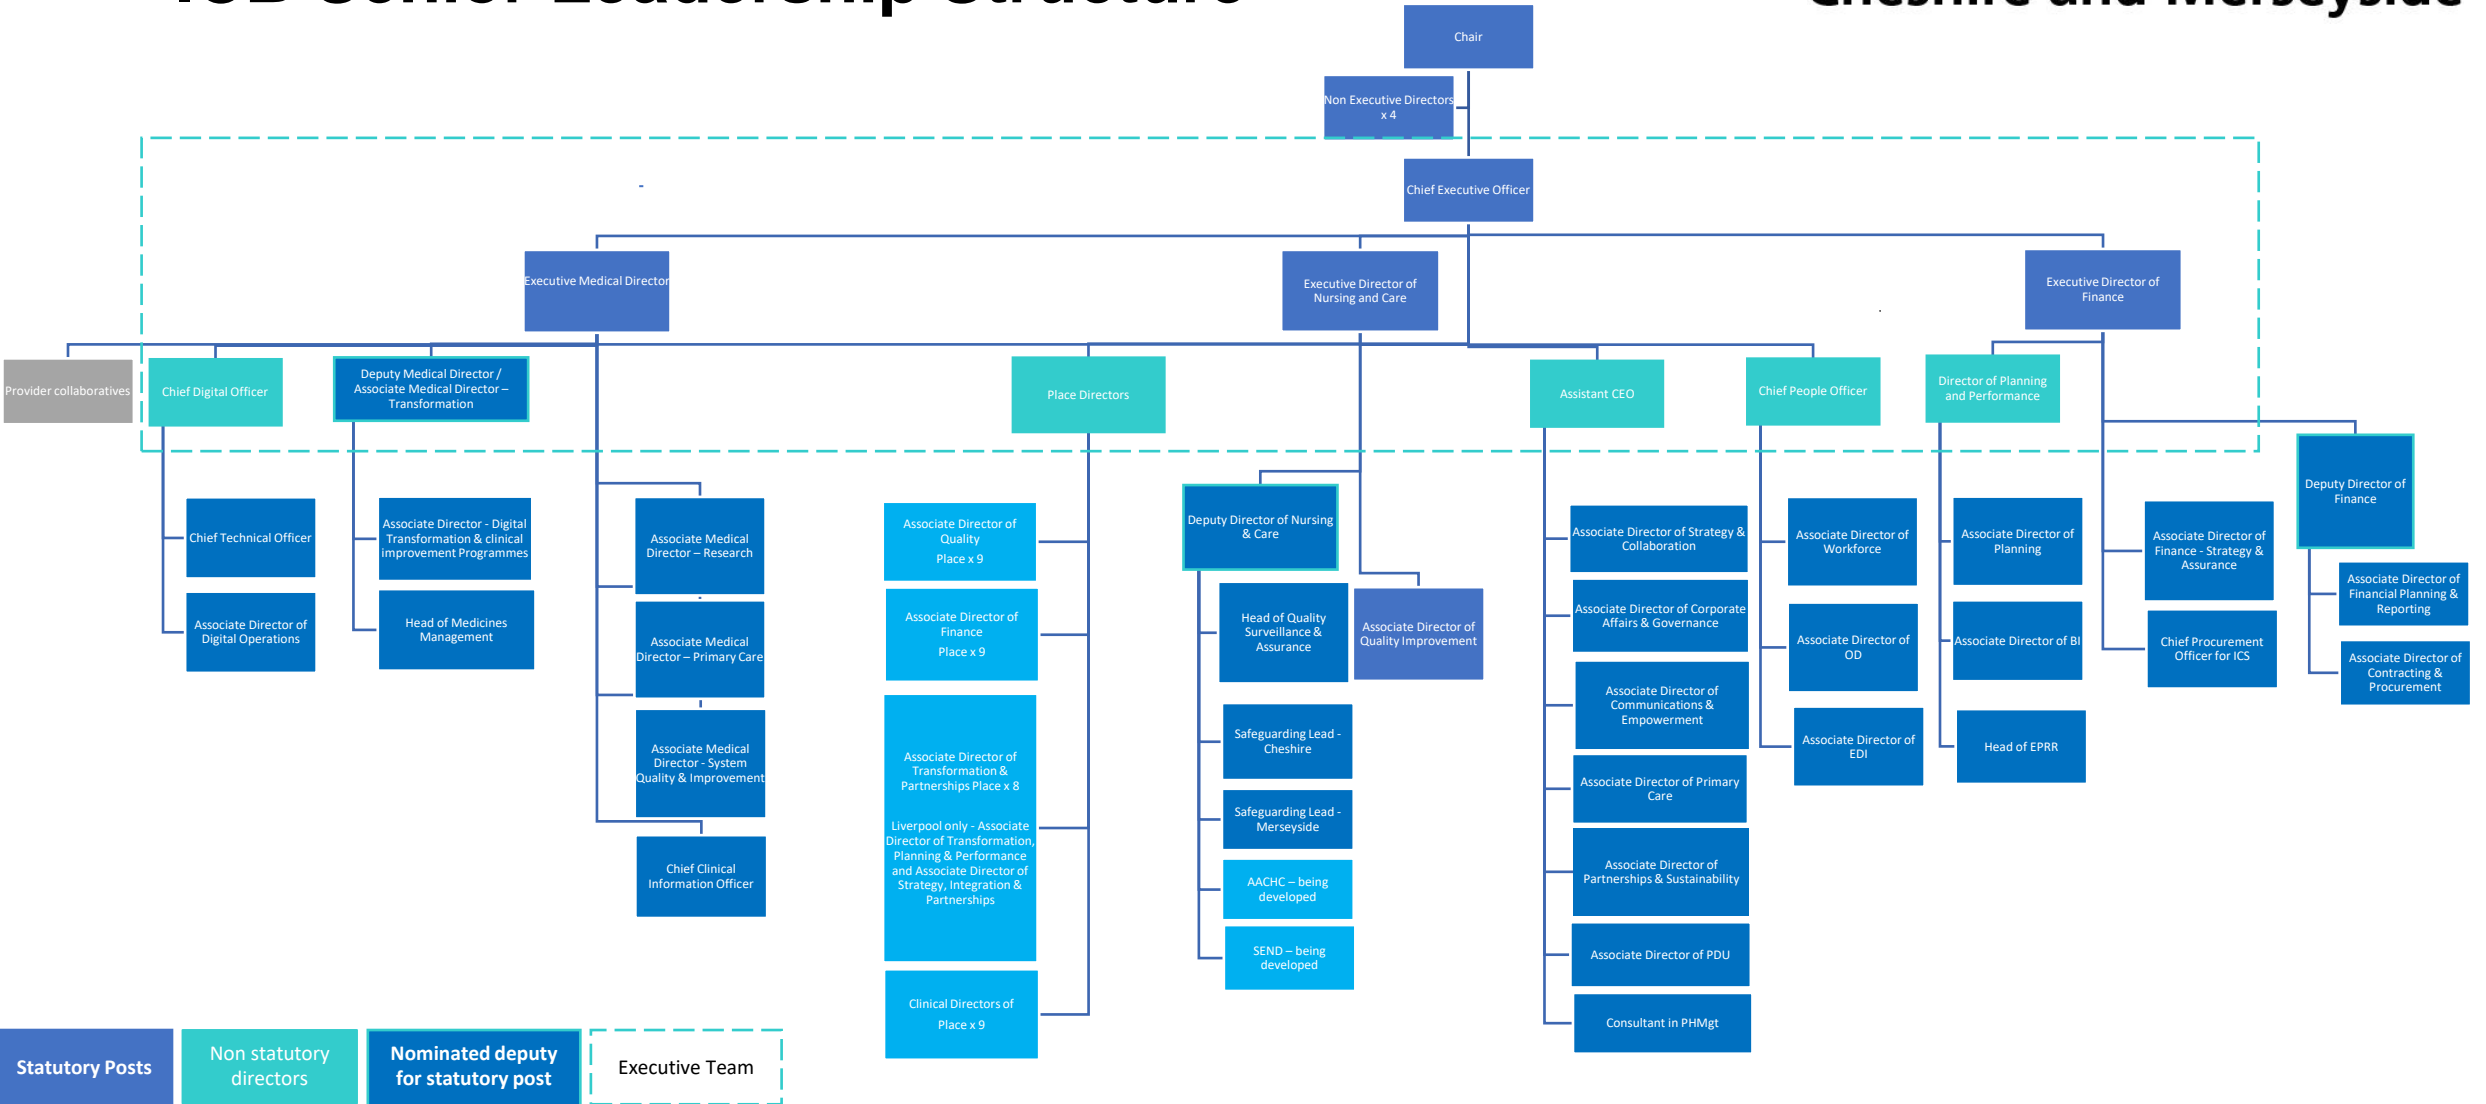 ICB Senior Leadership Structure
Cheshire and Merseyside
Chair
Non Executive Directors
x 4
Chief Executive Officer
Executive Medical Director
Executive Director of
Nursing and Care
Executive Director of
Finance
Provider collaboratives
Chief Digital Officer
Deputy Medical Director /
Associate Medical Director –
Transformation
Place Directors
Assistant CEO
Chief People Officer
Director of Planning
and Performance
Deputy Director of
Finance
Chief Technical Officer
Associate Director of
Digital Operations
Associate Director - Digital
Transformation & clinical
improvement Programmes
Head of Medicines
Management
Associate Medical
Director – Research
Associate Medical
Director – Primary Care
Associate Medical
Director - System
Quality & Improvement
Chief Clinical
Information Officer
Associate Director of
Quality
Place x 9
Associate Director of
Finance
Place x 9
Associate Director of
Transformation &
Partnerships Place x 8
Liverpool only - Associate
Director of Transformation,
Planning & Performance
and Associate Director of
Strategy, Integration &
Partnerships
Clinical Directors of
Place x 9
Deputy Director of Nursing
& Care
Head of Quality
Surveillance &
Assurance
Safeguarding Lead -
Cheshire
Safeguarding Lead -
Merseyside
AACHC – being
developed
SEND – being
developed
Associate Director of
Quality Improvement
Associate Director of Strategy &
Collaboration
Associate Director of Corporate
Affairs & Governance
Associate Director of
Communications &
Empowerment
Associate Director of Primary
Care
Associate Director of
Partnerships & Sustainability
Associate Director of PDU
Consultant in PHMgt
Associate Director of
Workforce
Associate Director of
OD
Associate Director of
EDI
Associate Director of
Planning
Associate Director of BI
Head of EPRR
Associate Director of
Finance - Strategy &
Assurance
Chief Procurement
Officer for ICS
Associate Director of
Financial Planning &
Reporting
Associate Director of
Contracting &
Procurement
Statutory Posts
Non statutory
directors
Nominated deputy
for statutory post
Executive Team